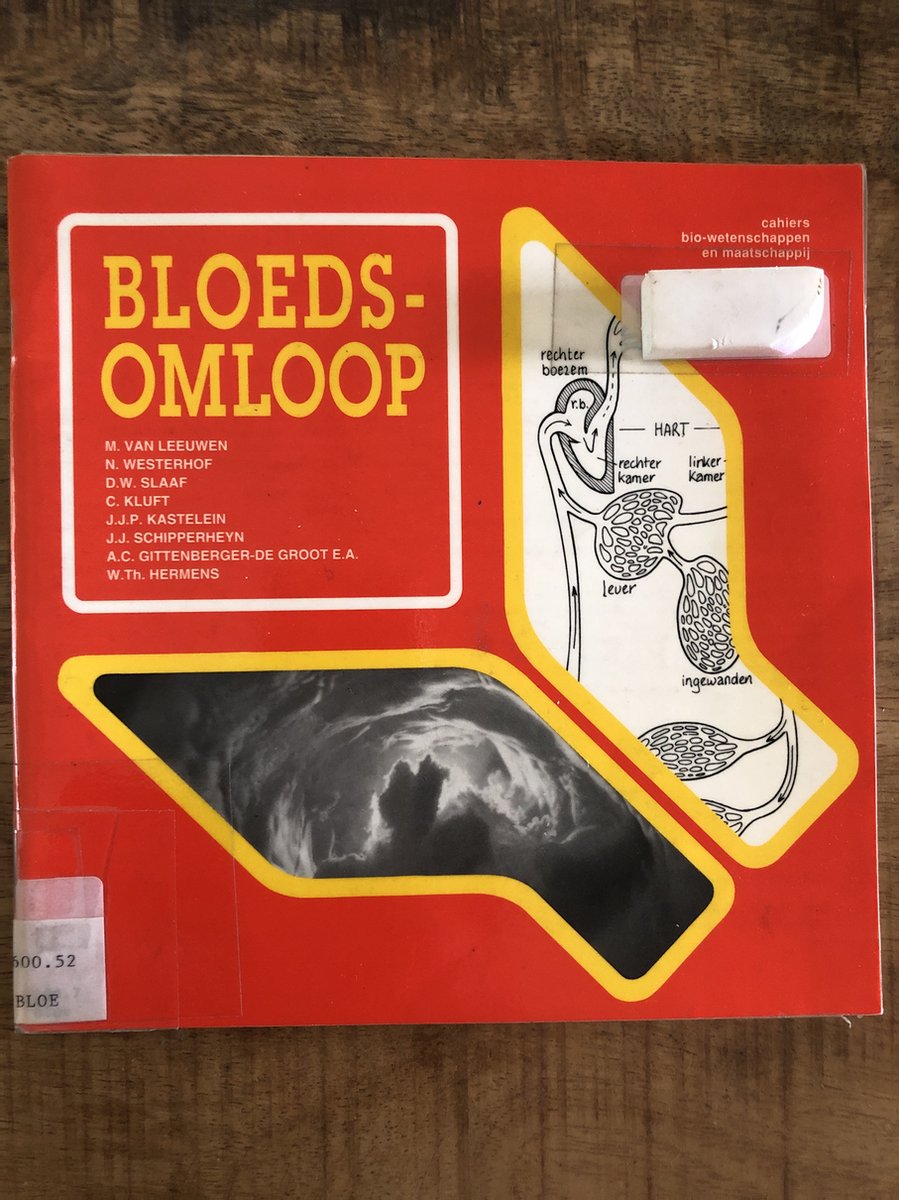 cahiers
bio-wetenschappen
en maatschappij
BLOEDS-
OMLOOP
M. VAN LEEUWEN
N. WESTERHOF
D.W. SLAAF
C. KLUFT
J.J.P. KASTELEIN
J.J. SCHIPPERHEYN
A.C. GITTENBERGER-DE GROOT E.A.
W.Th. HERMENS
rechter
boezem
r.b.
HART
rechter
kamer
linker-
kamer
lever
ingewanden
600.52
BLOE